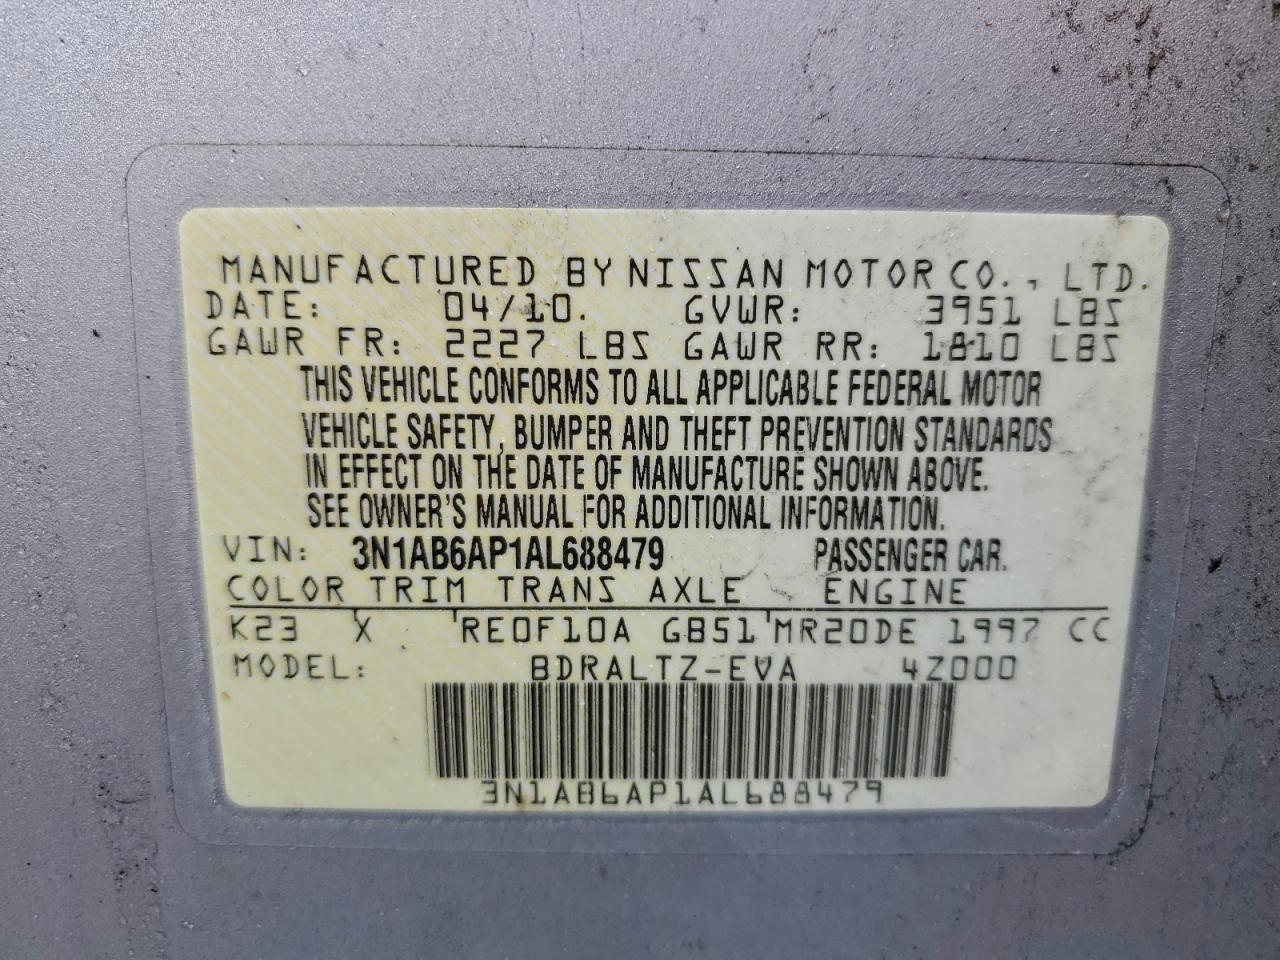 MANUFACTURED BY NISSAN MOTOR CO., LTD.
DATE: 04/10. GVWR: 3951 LBS
GAWR FR: 2227 LBS GAWR RR: 1810 LBS
THIS VEHICLE CONFORMS TO ALL APPLICABLE FEDERAL MOTOR
VEHICLE SAFETY, BUMPER AND THEFT PREVENTION STANDARDS
IN EFFECT ON THE DATE OF MANUFACTURE SHOWN ABOVE.
SEE OWNER'S MANUAL FOR ADDITIONAL INFORMATION.
VIN: 3N1AB6AP1AL688479 PASSENGER CAR.
COLOR TRIM TRANS AXLE ENGINE
K23 X RE0F10A GB51 MR20DE 1997 CC
MODEL: BDRALTZ-EVA 4Z000
3N1AB6AP1AL688479